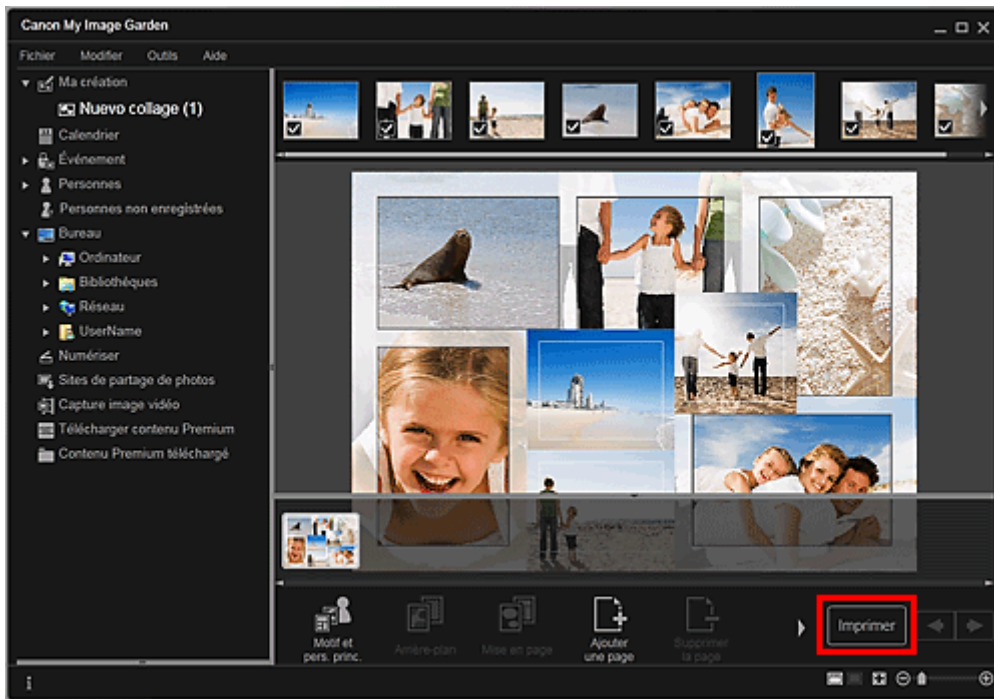 Canon My Image Garden
Fichier Modifier Outils Aide
Ma création
Nuevo collage (1)
Calendrier
Événement
Personnes
Personnes non enregistrées
Bureau
Ordinateur
Bibliothéques
Réseau
UserName
Numériser
Sites de partage de photos
Capture image vidéo
Télécharger contenu Premium
Contenu Premium téléchargé
Motif et
pers. princ.
Arrière-plan
Mise en page
Ajouter
une page
Supprimer
la page
Imprimer